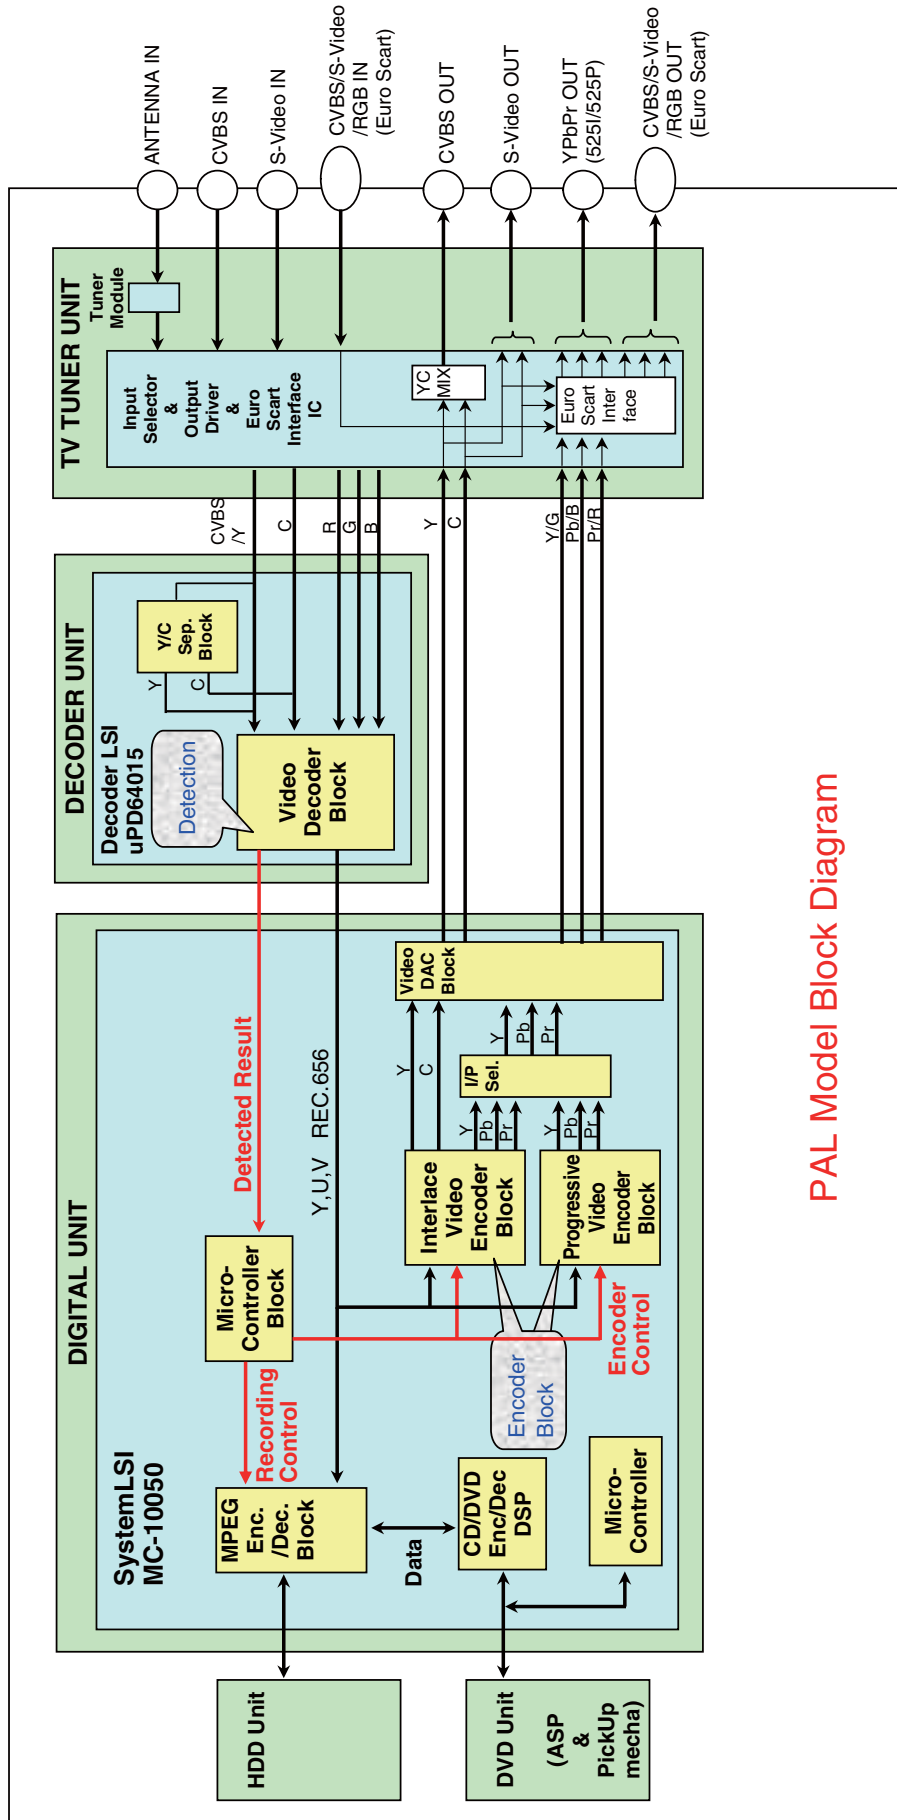 HDD Unit
DVD Unit
(ASP
&
PickUp
mecha)
DIGITAL UNIT
SystemLSI
MC-10050
MPEG
Enc.
/Dec.
Block
Recording
Control
Micro-
Controller
Block
Detected Result
Y,U,V REC.656
Data
CD/DVD
Enc/Dec
DSP
Micro-
Controller
Encoder
Block
Encoder
Control
Interlace
Video
Encoder
Block
Progressive
Video
Encoder
Block
Y
Pb
Pr
Y
Pb
Pr
I/P
Sel.
Y
C
Y
Pb
Pr
Video
DAC
Block
DECODER UNIT
Decoder LSI
uPD64015
Detection
Video
Decoder
Block
Y
C
Y/C
Sep.
Block
CVBS
/Y
C
R
G
B
Y
C
Y/G
Pb/B
Pr/R
TV TUNER UNIT
Tuner
Module
Input
Selector
&
Output
Driver
&
Euro
Scart
Interface
IC
YC
MIX
Euro
Scart
Inter
face
ANTENNA IN
CVBS IN
S-Video IN
CVBS/S-Video
/RGB IN
(Euro Scart)
CVBS OUT
S-Video OUT
YPbPr OUT
(525I/525P)
CVBS/S-Video
/RGB OUT
(Euro Scart)
PAL Model Block Diagram